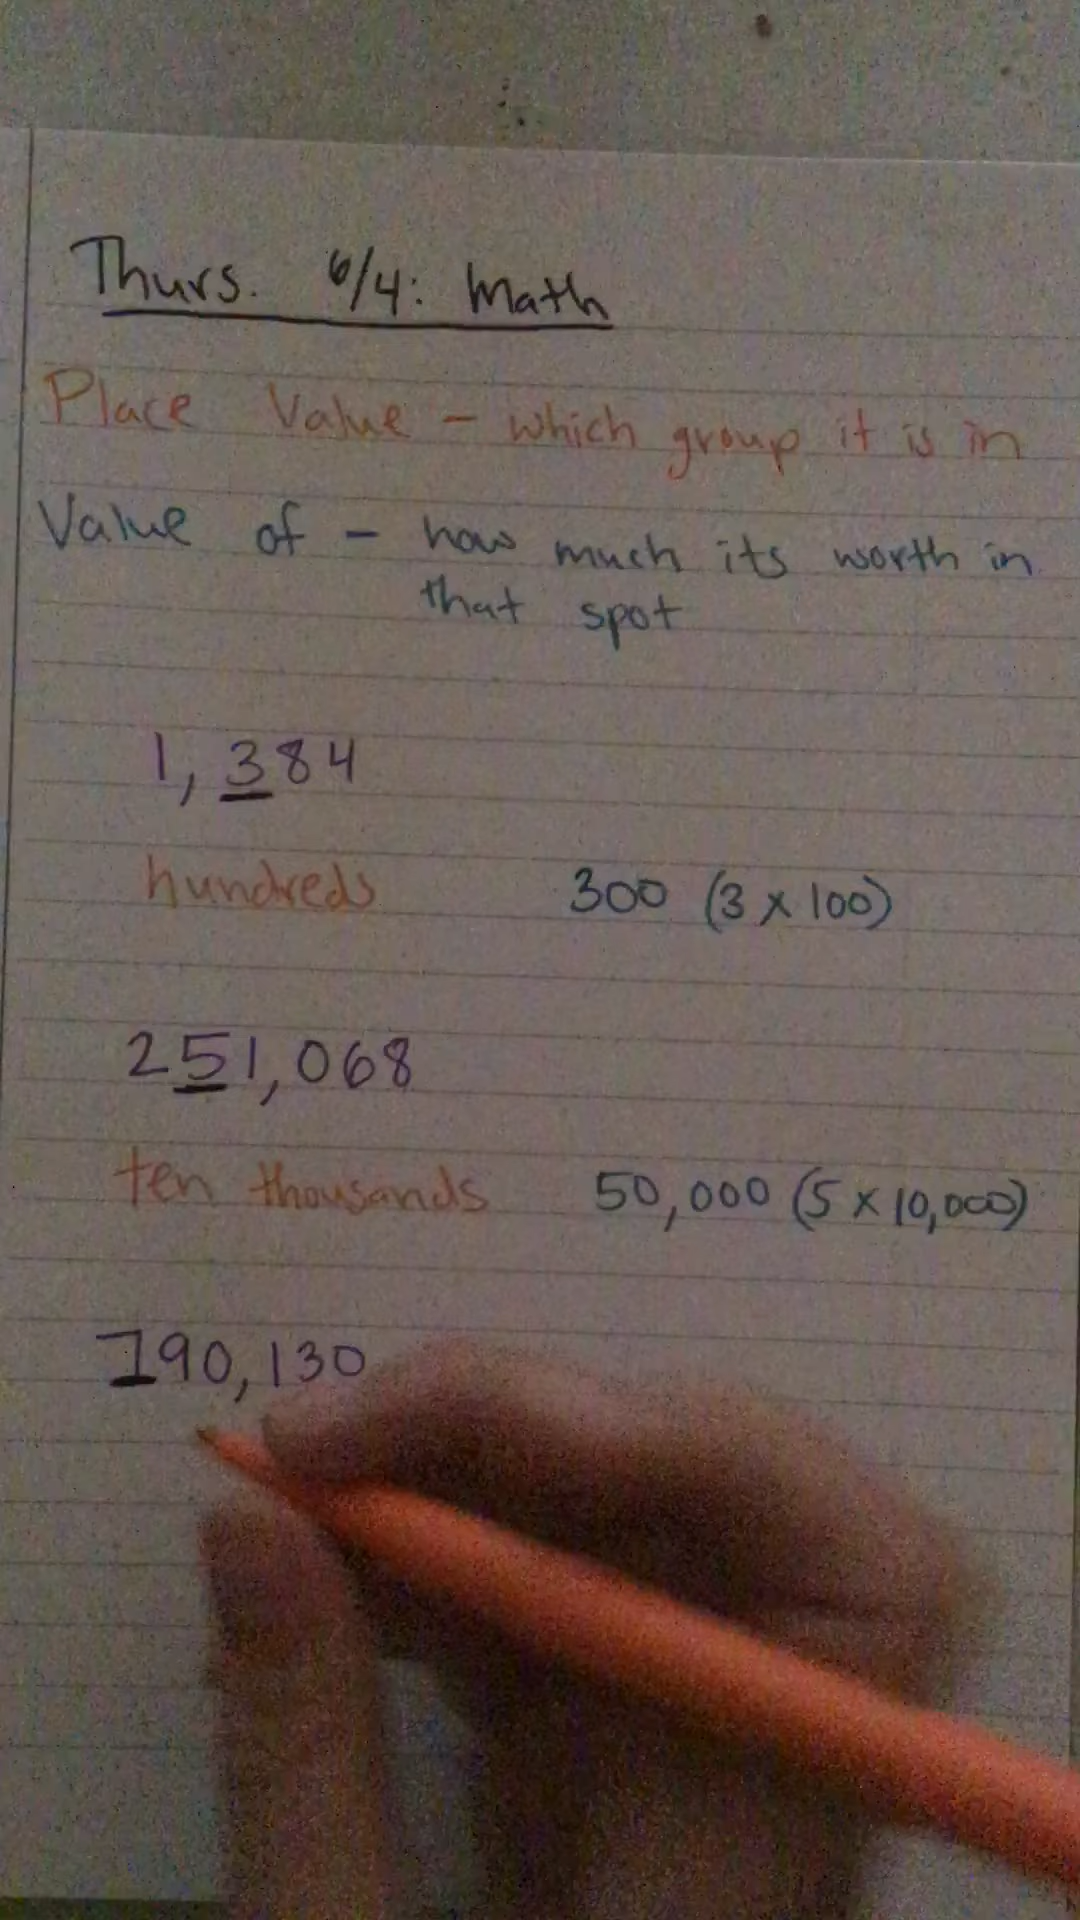 Thurs. 6/4: Math
Place Value - which group it is in
Value of - how much its worth in
that spot
1,384
hundreds 300 (3 x 100)
251,068
ten thousands 50,000 (5 x 10,000)
190,130